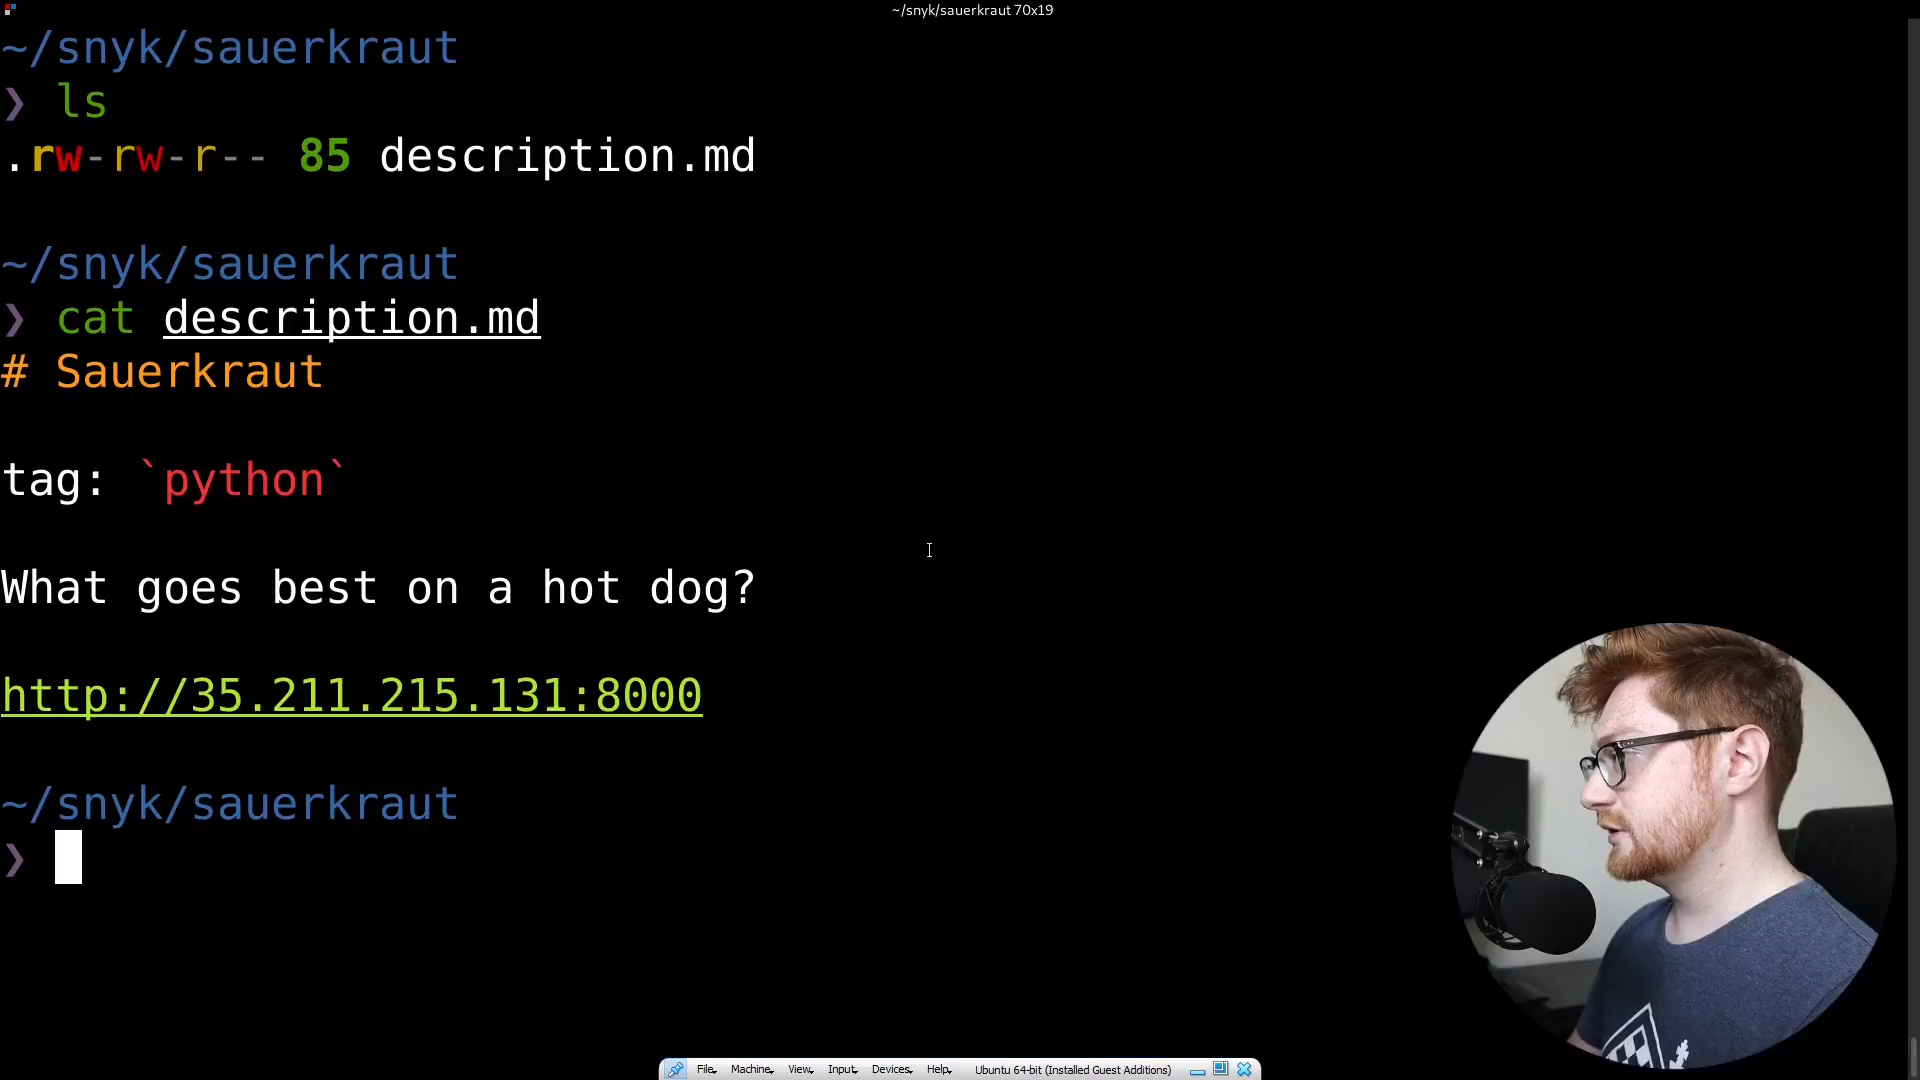 ~/snyk/sauerkraut 70x19
~/snyk/sauerkraut
❯ ls
.rw-rw-r-- 85 description.md
~/snyk/sauerkraut
❯ cat description.md
# Sauerkraut
tag: `python`
What goes best on a hot dog?
http://35.211.215.131:8000
~/snyk/sauerkraut
❯
File Machine View Input Devices Help Ubuntu 64-bit (Installed Guest Additions)